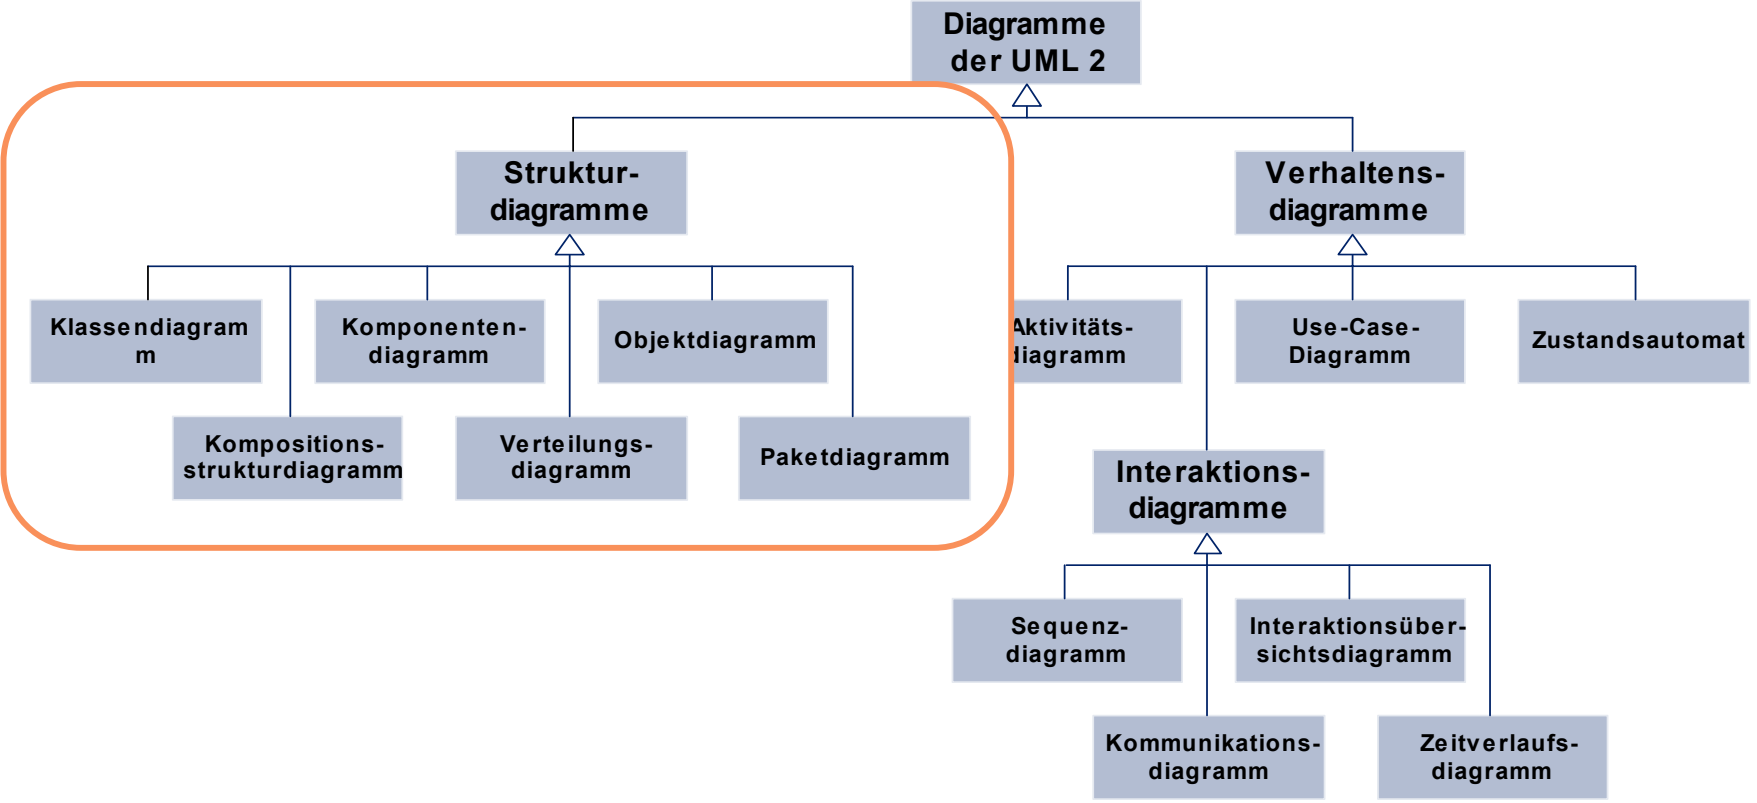 Diagramme
der UML 2
Struktur-
diagramme
Verhaltens-
diagramme
Klassendiagram
m
Komponenten-
diagramm
Objektdiagramm
Aktivitäts-
diagramm
Use-Case-
Diagramm
Zustandsautomat
Kompositions-
strukturdiagramm
Verteilungs-
diagramm
Paketdiagramm
Interaktions-
diagramme
Sequenz-
diagramm
Interaktionsüber-
sichtsdiagramm
Kommunikations-
diagramm
Zeitverlaufs-
diagramm